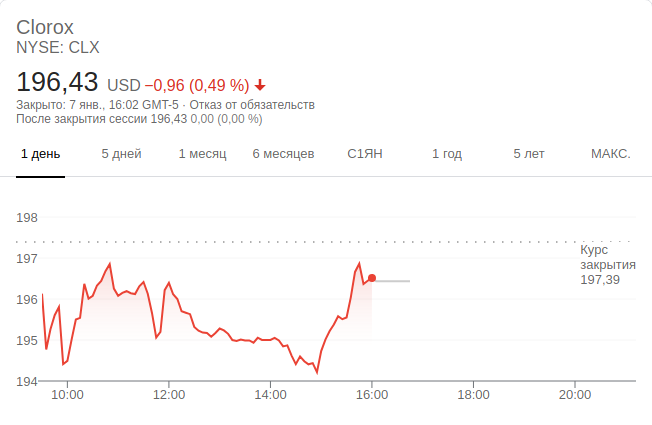 Clorox
NYSE: CLX
196,43 USD −0,96 (0,49 %)
Закрыто: 7 янв., 16:02 GMT-5 · Отказ от обязательств
После закрытия сессии 196,43 0,00 (0,00 %)
1 день 5 дней 1 месяц 6 месяцев С1ЯН 1 год 5 лет МАКС.
198
197
196
195
194
Курс
закрытия
197,39
10:00 12:00 14:00 16:00 18:00 20:00